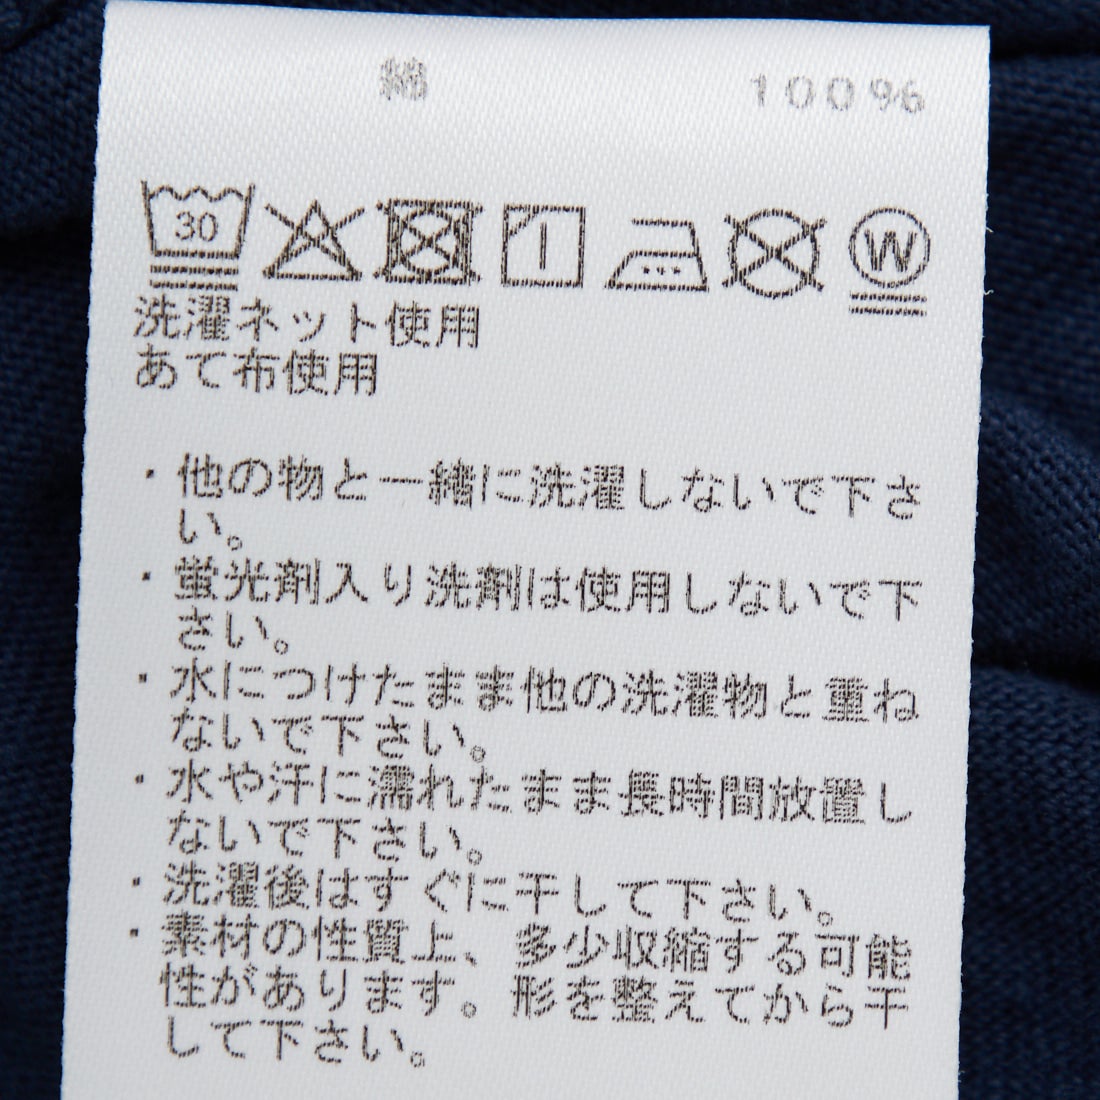 綿 100%
30
W
洗濯ネット使用
あて布使用
・他の物と一緒に洗濯しないで下さ
い。
・蛍光剤入り洗剤は使用しないで下
さい。
・水につけたまま他の洗濯物と重ね
ないで下さい。
・水や汗に濡れたまま長時間放置し
ないで下さい。
・洗濯後はすぐに干して下さい。
・素材の性質上、多少収縮する可能
性があります。形を整えてから干
して下さい。